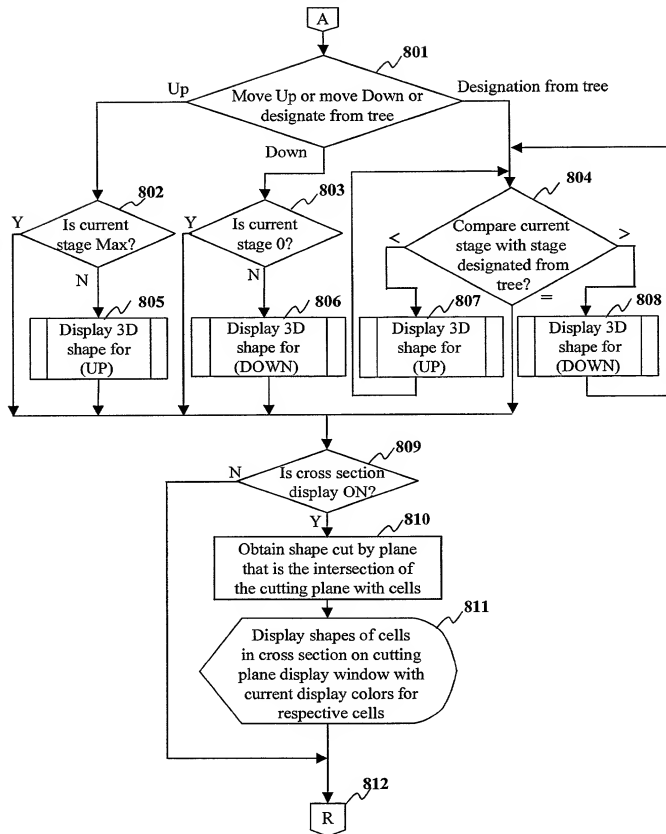 A
801
Up
Move Up or move Down or
designate from tree
Designation from tree
Down
802
803
804
Y
Is current
stage Max?
Y
Is current
stage 0?
<
Compare current
stage with stage
designated from
tree?
>
N
N
=
805
806
807
808
Display 3D
shape for
(UP)
Display 3D
shape for
(DOWN)
Display 3D
shape for
(UP)
Display 3D
shape for
(DOWN)
809
N
Is cross section
display ON?
Y
810
Obtain shape cut by plane
that is the intersection of
the cutting plane with cells
811
Display shapes of cells
in cross section on cutting
plane display window with
current display colors for
respective cells
812
R